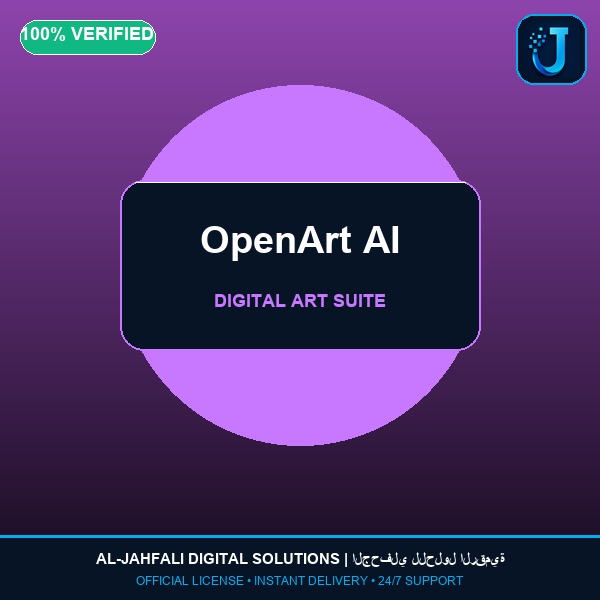 100% VERIFIED
OpenArt AI
DIGITAL ART SUITE
AL-JAHFALI DIGITAL SOLUTIONS | الجحفلي للحلول الرقمية
OFFICIAL LICENSE • INSTANT DELIVERY • 24/7 SUPPORT